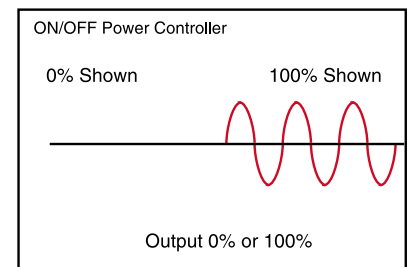 ON/OFF Power Controller
0% Shown 100% Shown
Output 0% or 100%